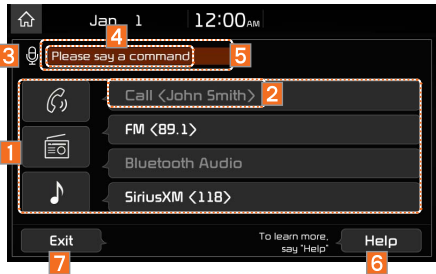 Jan. 1 12:00AM
4
3 Please say a command 5
Call <John Smith> 2
FM <89.1>
1
Bluetooth Audio
SiriusXM <118>
Exit To learn more,
say "Help" Help
7 6